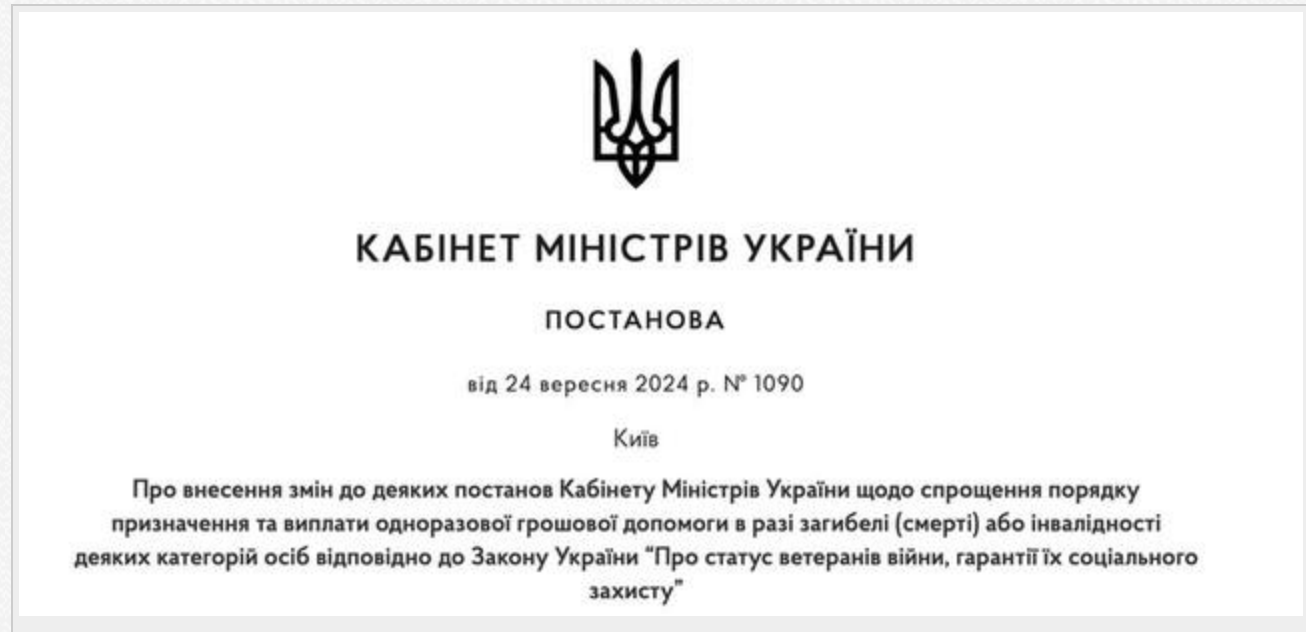 КАБІНЕТ МІНІСТРІВ УКРАЇНИ
ПОСТАНОВА
від 24 вересня 2024 р. № 1090
Київ
Про внесення змін до деяких постанов Кабінету Міністрів України щодо спрощення порядку
призначення та виплати одноразової грошової допомоги в разі загибелі (смерті) або інвалідності
деяких категорій осіб відповідно до Закону України “Про статус ветеранів війни, гарантії їх соціального
захисту”